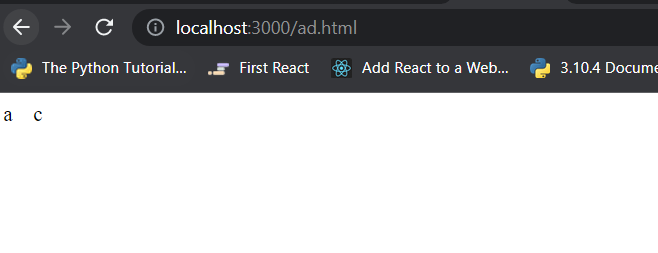 localhost:3000/ad.html
The Python Tutorial... First React Add React to a Web... 3.10.4 Docume
a c